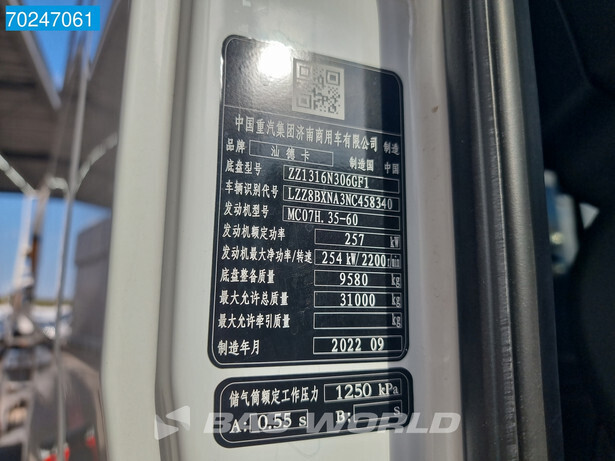 70247061
中国重汽集团济南商用车有限公司 制造
品牌 汕德卡 制造国 中国
底盘型号 ZZ1316N306GF1
车辆识别代号 LZZ8BXNA3NC458340
发动机型号 MC07H.35-60
发动机额定功率 257 kW
发动机最大净功率/转速 254 kW/2200r/min
底盘整备质量 9580 kg
最大允许总质量 31000 kg
最大允许牵引质量 kg
制造年月 2022 09
储气筒额定工作压力 1250 kPa
A: 0.55 s B: s
BAS WORLD